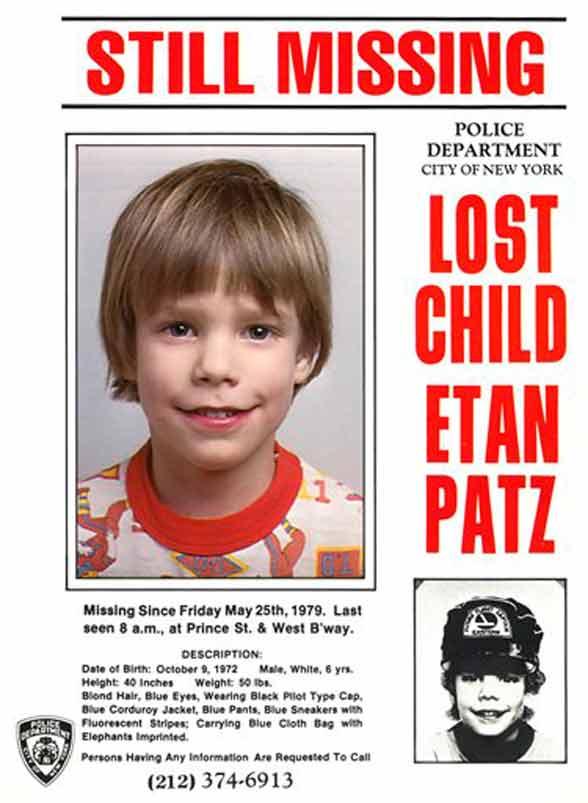 STILL MISSING
POLICE
DEPARTMENT
CITY OF NEW YORK
LOST
CHILD
ETAN
PATZ
Missing Since Friday May 25th, 1979. Last
seen 8 a.m., at Prince St. & West B'way.
DESCRIPTION:
Date of Birth: October 9, 1972 Male, White, 6 yrs.
Height: 40 Inches Weight: 50 lbs.
Blond Hair, Blue Eyes, Wearing Black Pilot Type Cap,
Blue Corduroy Jacket, Blue Pants, Blue Sneakers with
Fluorescent Stripes; Carrying Blue Cloth Bag with
Elephants Imprinted.
Persons Having Any Information Are Requested To Call
(212) 374-6913
POLICE
DEPARTMENT